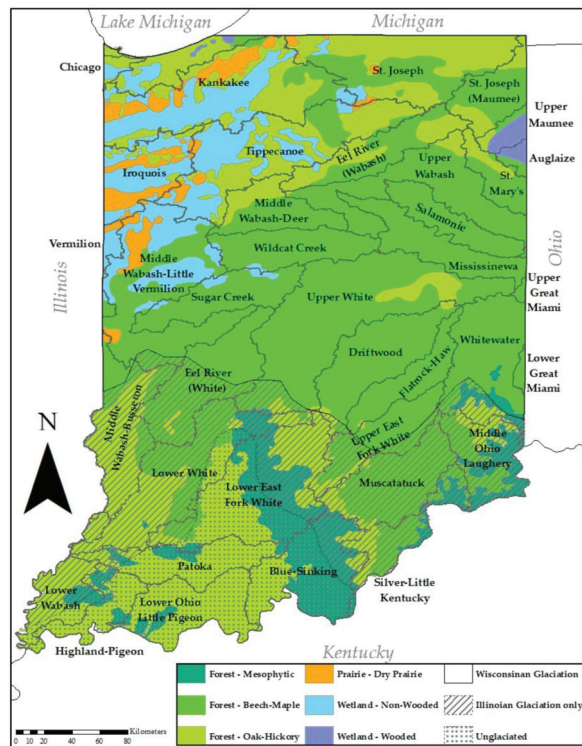 Lake Michigan
Michigan
Chicago
Kankakee
St. Joseph
St. Joseph
(Maumee)
Upper
Maumee
Auglaize
Eel River
(Wabash)
Upper
Wabash
St.
Mary's
Tippecanoe
Iroquois
Middle
Wabash-Deer
Salamonie
Vermilion
Wildcat Creek
Mississinewa
Ohio
Illinois
Middle
Wabash-Little
Vermilion
Sugar Creek
Upper White
Upper
Great
Miami
Driftwood
Flatrock-Haw
Whitewater
Lower
Great
Miami
Eel River
(White)
Middle
Wabash-Busseron
Upper East
Fork White
Middle
Ohio
Laughery
N
Lower White
Lower East
Fork White
Muscatatuck
Patoka
Blue-Sinking
Silver-Little
Kentucky
Lower
Wabash
Lower Ohio
Little Pigeon
Highland-Pigeon
Kentucky
Forest - Mesophytic
Prairie - Dry Prairie
Wisconsinan Glaciation
Forest - Beech-Maple
Wetland - Non-Wooded
Illinoian Glaciation only
Forest - Oak-Hickory
Wetland - Wooded
Unglaciated
Kilometers
0 10 20 40 60 80